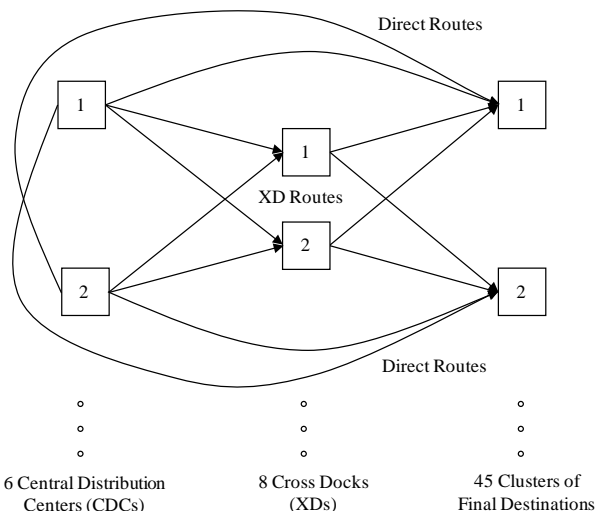 Direct Routes
1
1
1
XD Routes
2
2
2
Direct Routes
6 Central Distribution
Centers (CDCs)
8 Cross Docks
(XDs)
45 Clusters of
Final Destinations